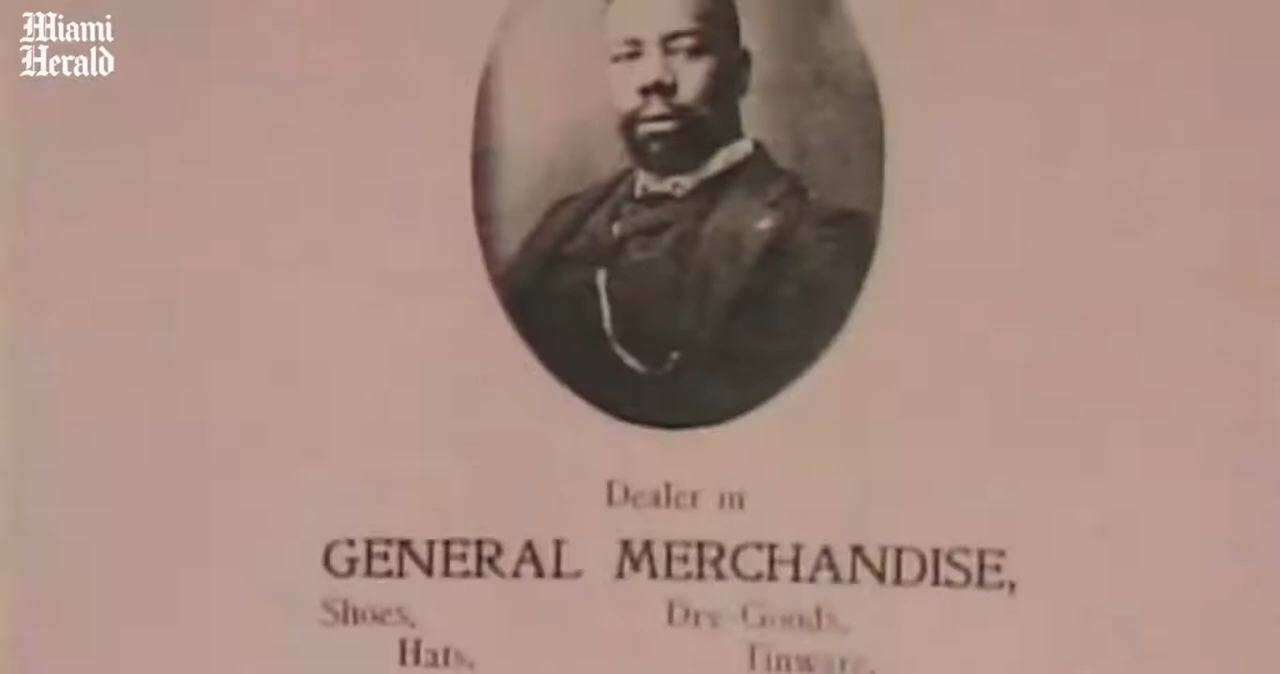 Miami
Herald
Dealer in
GENERAL MERCHANDISE,
Shoes, Dry Goods,
Hats, Tinware,